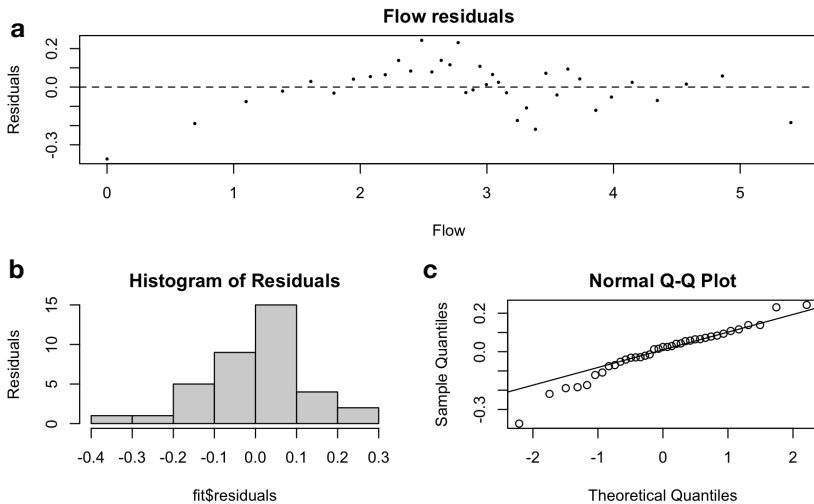 a
Flow residuals
Residuals
0.2
0.0
-0.3
0 1 2 3 4 5
Flow
b
Histogram of Residuals
Residuals
15
10
5
0
-0.4 -0.3 -0.2 -0.1 0.0 0.1 0.2 0.3
fit$residuals
c
Normal Q-Q Plot
Sample Quantiles
0.2
0.0
-0.3
-2 -1 0 1 2
Theoretical Quantiles